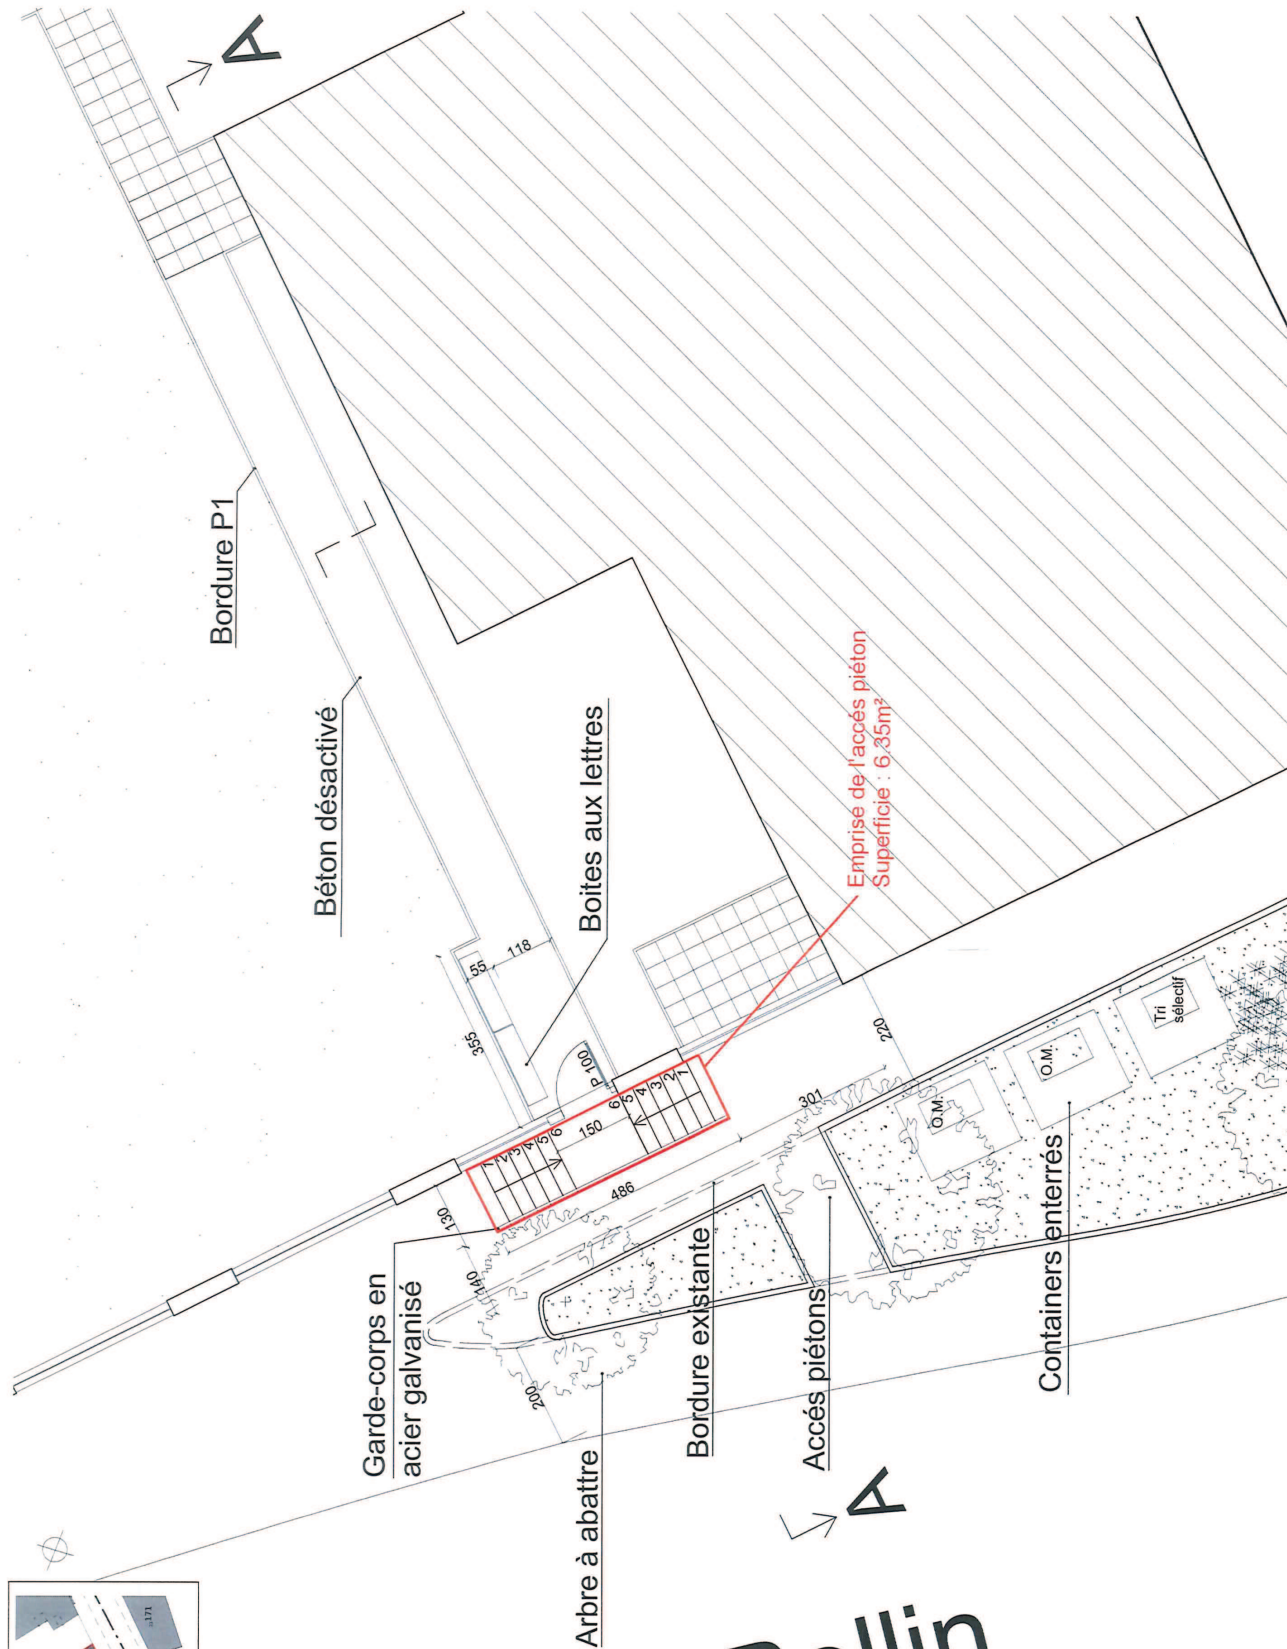 A
Bordure P1
Béton désactivé
Boites aux lettres
Emprise de l'accés piéton
Superficie : 6.35m²
55
118
355
P 100
1
2
3
4
5
6
150
6
5
4
3
2
1
220
301
486
130
140
200
Garde-corps en
acier galvanisé
Arbre à abattre
Bordure existante
Accés piétons
Containers enterrés
O.M.
O.M.
Tri
sélectif
A
171